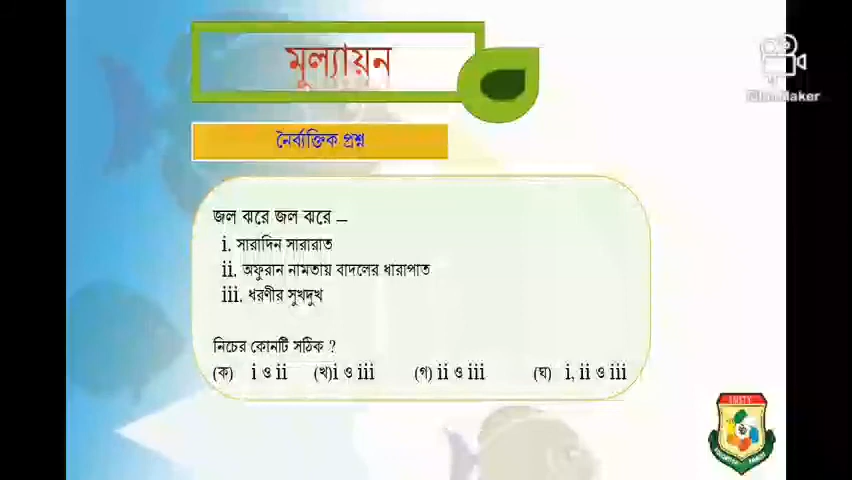 মূল্যায়ন
নৈর্ব্যক্তিক প্রশ্ন
জল ঝরে জল ঝরে –
i. সারাদিন সারারাত
ii. অফুরান নামতায় বাদলের ধারাপাত
iii. ধরণীর সুখদুখ
নিচের কোনটি সঠিক ?
(ক) i ও ii (খ)i ও iii (গ) ii ও iii (ঘ) i, ii ও iii